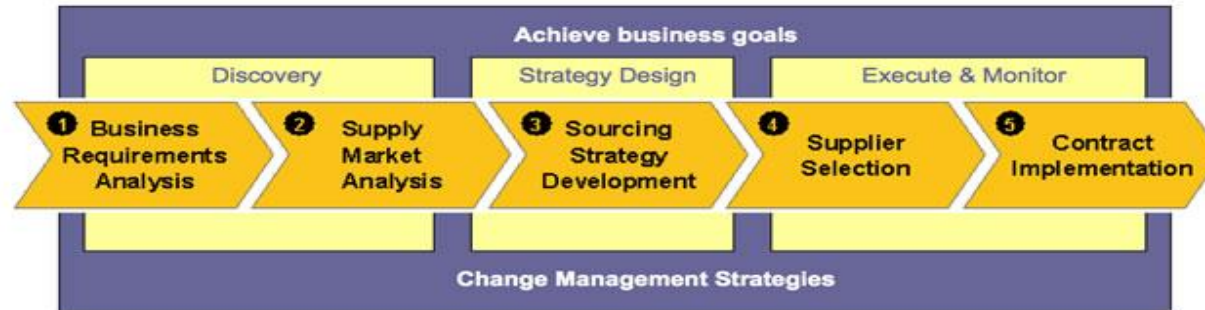 Achieve business goals
Discovery
Strategy Design
Execute & Monitor
1 Business
Requirements
Analysis
2 Supply
Market
Analysis
3 Sourcing
Strategy
Development
4 Supplier
Selection
5 Contract
Implementation
Change Management Strategies